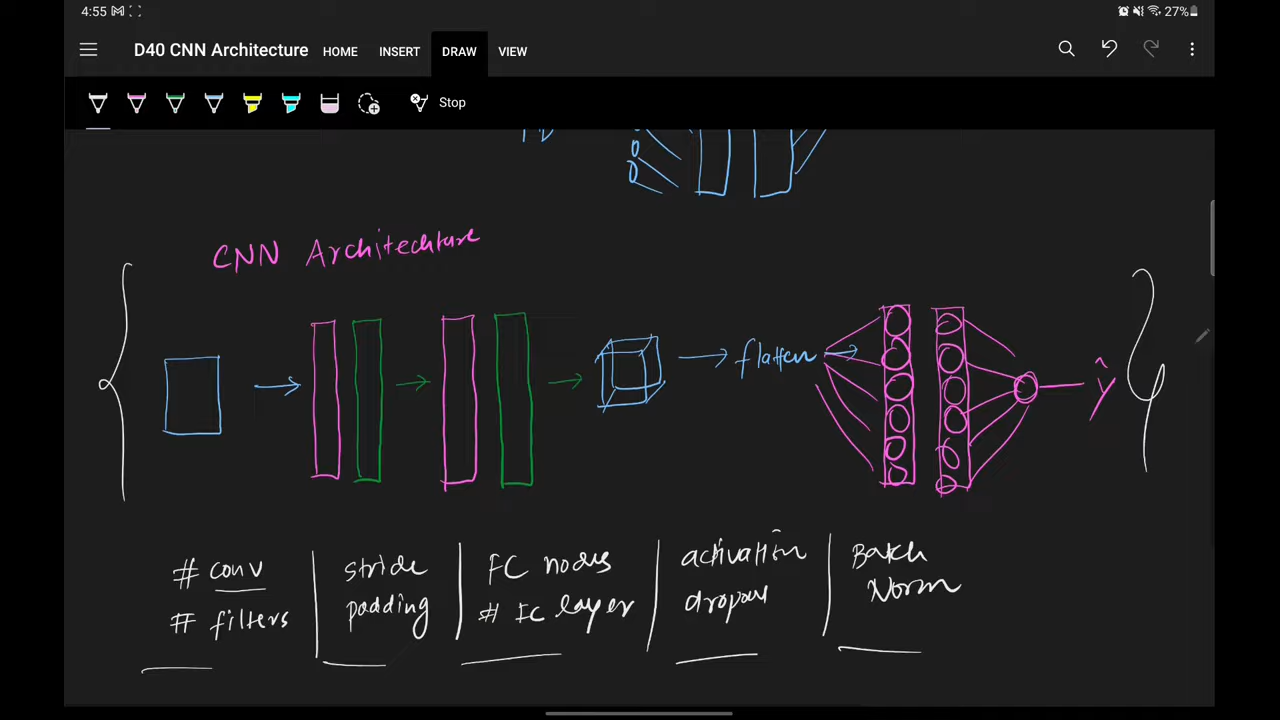 4:55
27%
D40 CNN Architecture HOME INSERT DRAW VIEW
Stop
CNN Architechture
flatten
ŷ
# conv
# filters
stride
padding
FC nodes
# FC layer
activation
dropout
Batch
Norm